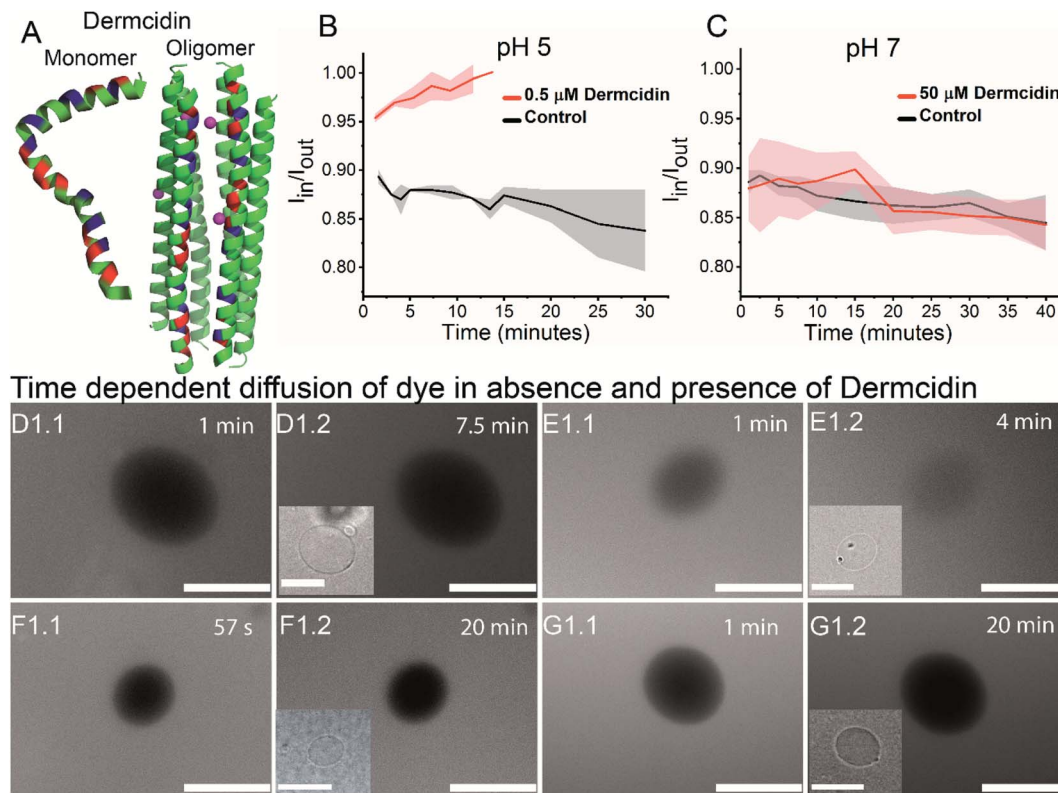 A
Dermcidin
Monomer
Oligomer
B
pH 5
1.00
0.95
0.90
0.85
0.80
I_in/I_out
0.5 μM Dermcidin
Control
0
5
10
15
20
25
30
Time (minutes)
C
pH 7
1.00
0.95
0.90
0.85
0.80
I_in/I_out
50 μM Dermcidin
Control
0
5
10
15
20
25
30
35
40
Time (minutes)
Time dependent diffusion of dye in absence and presence of Dermcidin
D1.1 1 min
D1.2 7.5 min
E1.1 1 min
E1.2 4 min
F1.1 57 s
F1.2 20 min
G1.1 1 min
G1.2 20 min